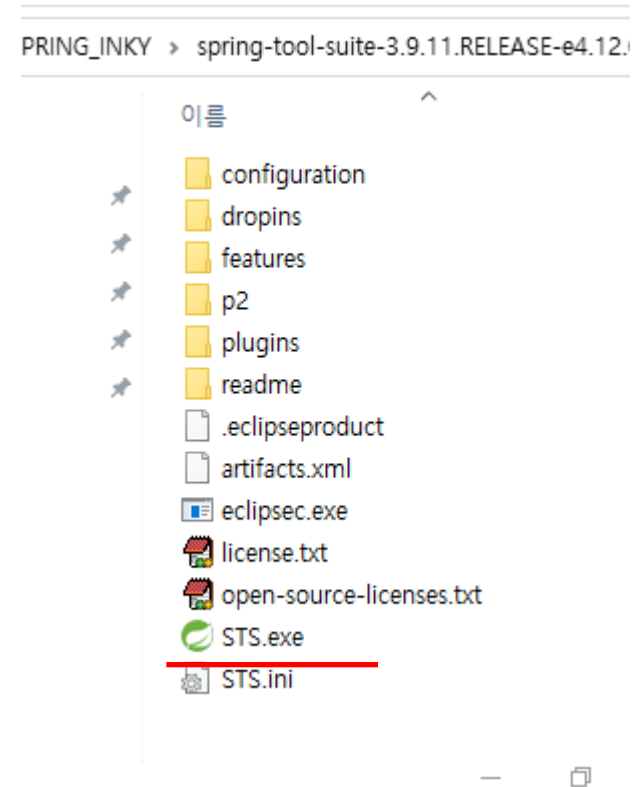 PRING_INKY > spring-tool-suite-3.9.11.RELEASE-e4.12.
이름
configuration
dropins
features
p2
plugins
readme
.eclipseproduct
artifacts.xml
eclipsec.exe
license.txt
open-source-licenses.txt
STS.exe
STS.ini